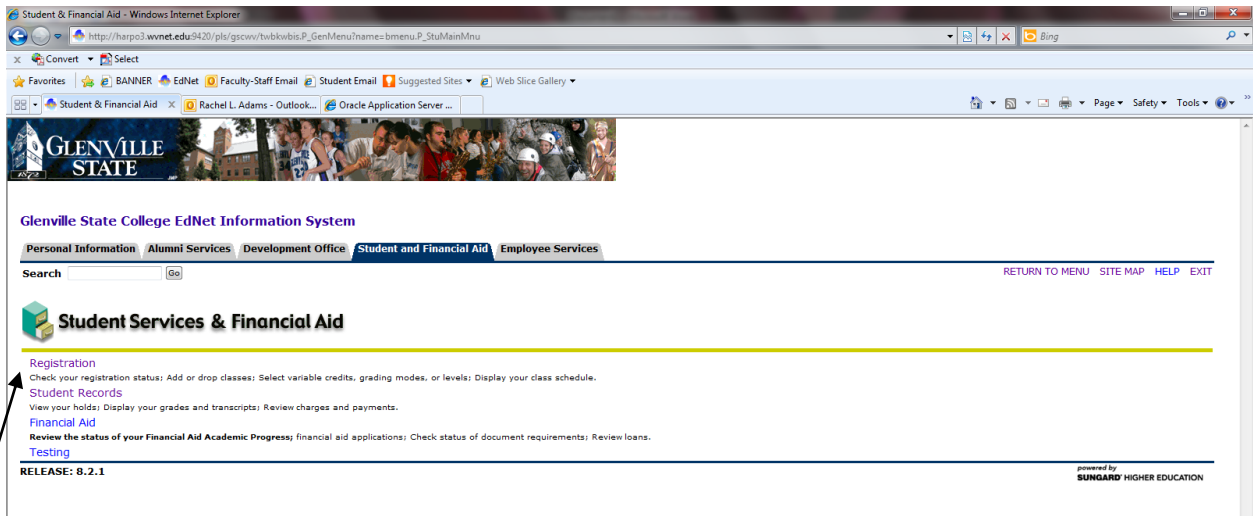 Student & Financial Aid - Windows Internet Explorer
http://harpo3.wvnet.edu:9420/pls/gscwv/twbkwbis.P_GenMenu?name=bmenu.P_StuMainMnu
Bing
x Convert Select
Favorites BANNER EdNet Faculty-Staff Email Student Email Suggested Sites Web Slice Gallery
Student & Financial Aid x Rachel L. Adams - Outlook... Oracle Application Server ... Page Safety Tools »
GLENVILLE
STATE
1872
Glenville State College EdNet Information System
Personal Information Alumni Services Development Office Student and Financial Aid Employee Services
Search Go RETURN TO MENU SITE MAP HELP EXIT
Student Services & Financial Aid
Registration
Check your registration status; Add or drop classes; Select variable credits, grading modes, or levels; Display your class schedule.
Student Records
View your holds; Display your grades and transcripts; Review charges and payments.
Financial Aid
Review the status of your Financial Aid Academic Progress; financial aid applications; Check status of document requirements; Review loans.
Testing
RELEASE: 8.2.1
powered by
SUNGARD® HIGHER EDUCATION